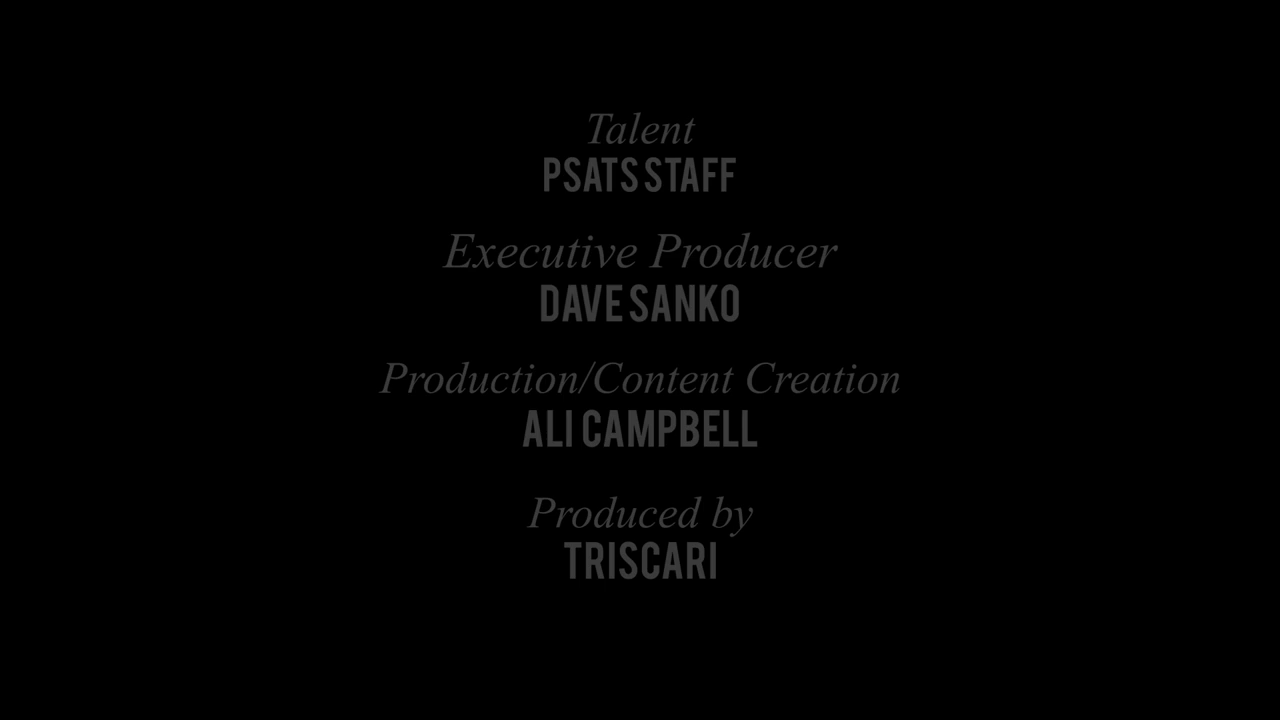 Talent
PSATS STAFF
Executive Producer
DAVE SANKO
Production/Content Creation
ALI CAMPBELL
Produced by
TRISCARI